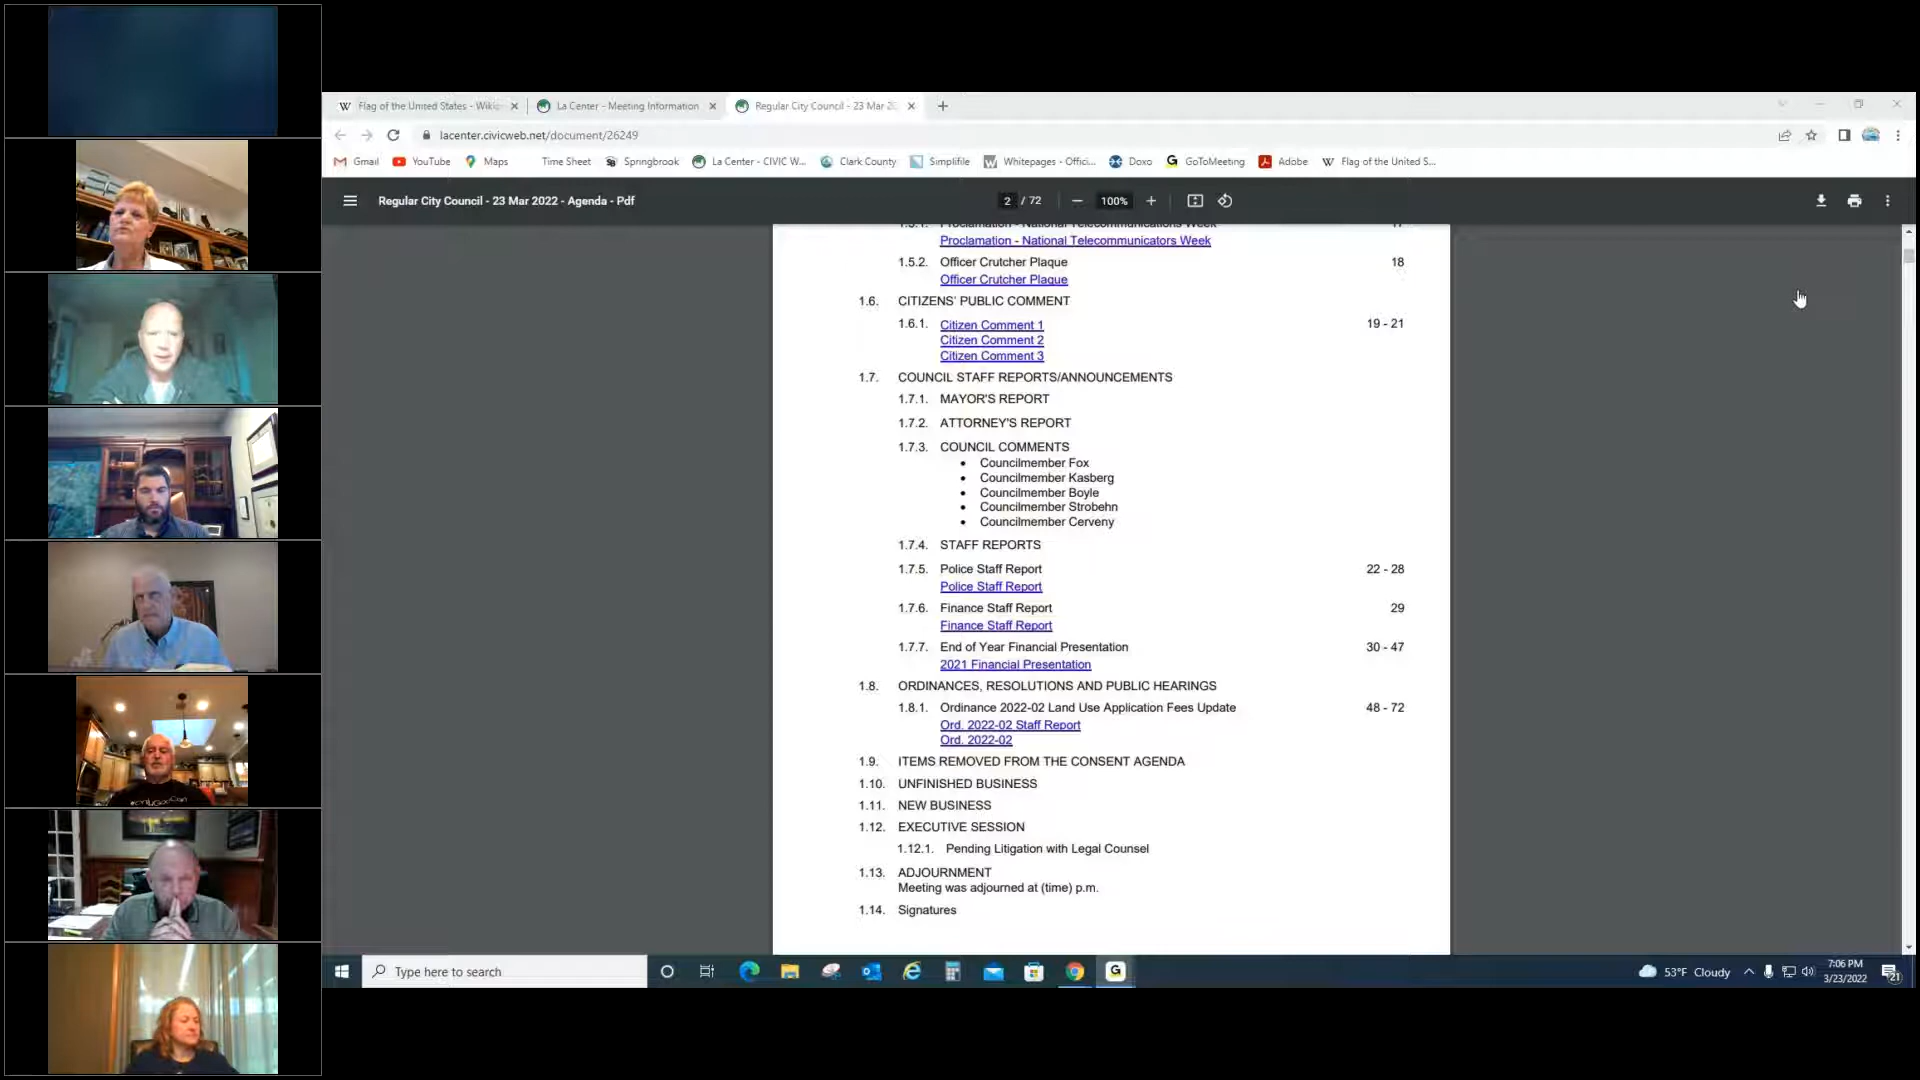 Flag of the United States - Wikip
La Center - Meeting Information
Regular City Council - 23 Mar 20
lacenter.civicweb.net/document/26249
Gmail
YouTube
Maps
Time Sheet
Springbrook
La Center - CIVIC W...
Clark County
Simplifile
Whitepages - Offici...
Doxo
GoToMeeting
Adobe
Flag of the United S...
Regular City Council - 23 Mar 2022 - Agenda - Pdf
2 / 72
100%
1.5.1. Proclamation - National Telecommunications Week 17
Proclamation - National Telecommunicators Week
1.5.2. Officer Crutcher Plaque 18
Officer Crutcher Plaque
1.6. CITIZENS' PUBLIC COMMENT
1.6.1. Citizen Comment 1 19 - 21
Citizen Comment 2
Citizen Comment 3
1.7. COUNCIL STAFF REPORTS/ANNOUNCEMENTS
1.7.1. MAYOR'S REPORT
1.7.2. ATTORNEY'S REPORT
1.7.3. COUNCIL COMMENTS
• Councilmember Fox
• Councilmember Kasberg
• Councilmember Boyle
• Councilmember Strobehn
• Councilmember Cerveny
1.7.4. STAFF REPORTS
1.7.5. Police Staff Report 22 - 28
Police Staff Report
1.7.6. Finance Staff Report 29
Finance Staff Report
1.7.7. End of Year Financial Presentation 30 - 47
2021 Financial Presentation
1.8. ORDINANCES, RESOLUTIONS AND PUBLIC HEARINGS
1.8.1. Ordinance 2022-02 Land Use Application Fees Update 48 - 72
Ord. 2022-02 Staff Report
Ord. 2022-02
1.9. ITEMS REMOVED FROM THE CONSENT AGENDA
1.10. UNFINISHED BUSINESS
1.11. NEW BUSINESS
1.12. EXECUTIVE SESSION
1.12.1. Pending Litigation with Legal Counsel
1.13. ADJOURNMENT
Meeting was adjourned at (time) p.m.
1.14. Signatures
Type here to search
53°F Cloudy
7:06 PM
3/23/2022
21